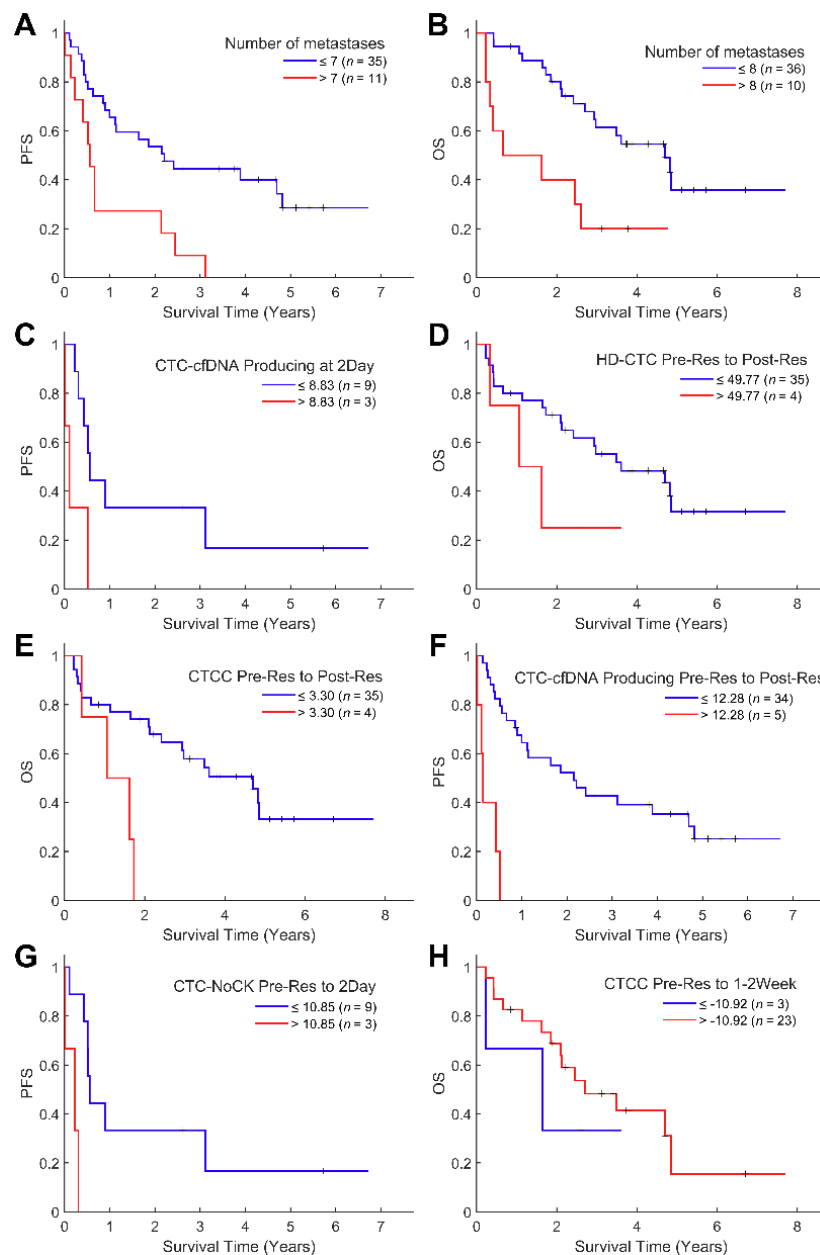 A
Number of metastases
≤ 7 (n = 35)
> 7 (n = 11)
PFS
1
0.8
0.6
0.4
0.2
0
0 1 2 3 4 5 6 7
Survival Time (Years)
B
Number of metastases
≤ 8 (n = 36)
> 8 (n = 10)
OS
1
0.8
0.6
0.4
0.2
0
0 2 4 6 8
Survival Time (Years)
C
CTC-cfDNA Producing at 2Day
≤ 8.83 (n = 9)
> 8.83 (n = 3)
PFS
1
0.8
0.6
0.4
0.2
0
0 1 2 3 4 5 6 7
Survival Time (Years)
D
HD-CTC Pre-Res to Post-Res
≤ 49.77 (n = 35)
> 49.77 (n = 4)
OS
1
0.8
0.6
0.4
0.2
0
0 2 4 6 8
Survival Time (Years)
E
CTCC Pre-Res to Post-Res
≤ 3.30 (n = 35)
> 3.30 (n = 4)
OS
1
0.8
0.6
0.4
0.2
0
0 2 4 6 8
Survival Time (Years)
F
CTC-cfDNA Producing Pre-Res to Post-Res
≤ 12.28 (n = 34)
> 12.28 (n = 5)
PFS
1
0.8
0.6
0.4
0.2
0
0 1 2 3 4 5 6 7
Survival Time (Years)
G
CTC-NoCK Pre-Res to 2Day
≤ 10.85 (n = 9)
> 10.85 (n = 3)
PFS
1
0.8
0.6
0.4
0.2
0
0 1 2 3 4 5 6 7
Survival Time (Years)
H
CTCC Pre-Res to 1-2Week
≤ -10.92 (n = 3)
> -10.92 (n = 23)
OS
1
0.8
0.6
0.4
0.2
0
0 2 4 6 8
Survival Time (Years)